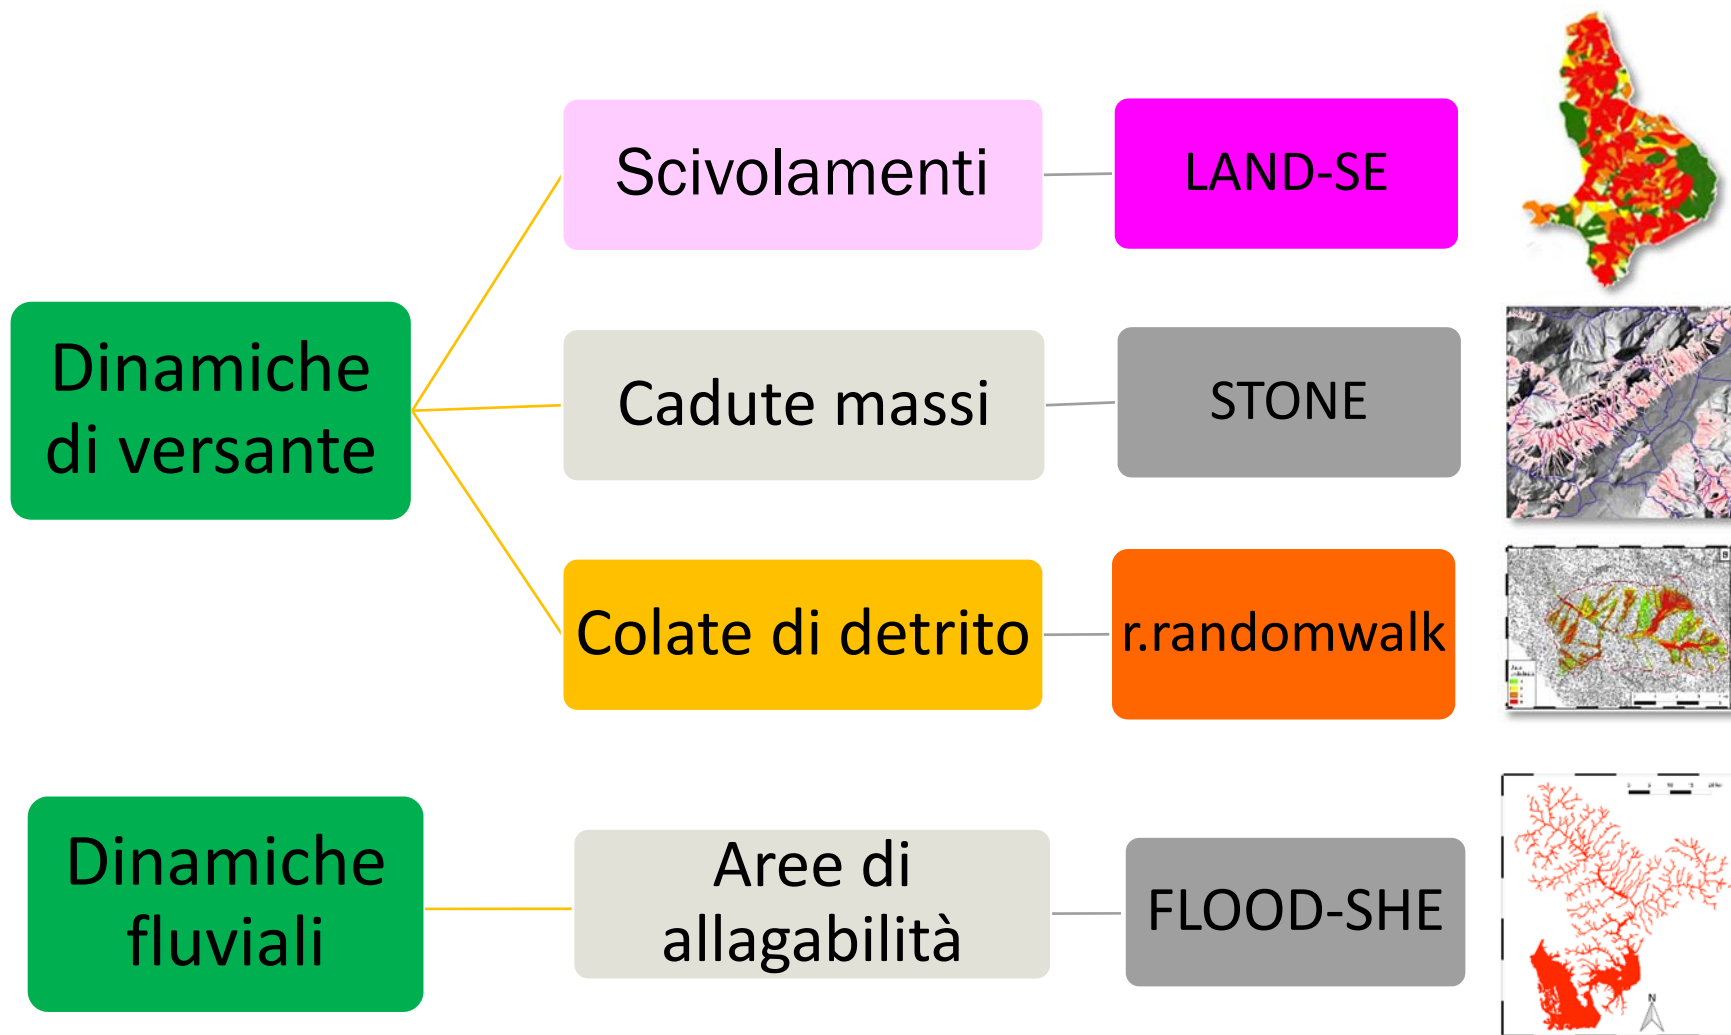 Scivolamenti
LAND-SE
Dinamiche
di versante
Cadute massi
STONE
Colate di detrito
r.randomwalk
B
Dinamiche
fluviali
Aree di
allagabilità
FLOOD-SHE
N